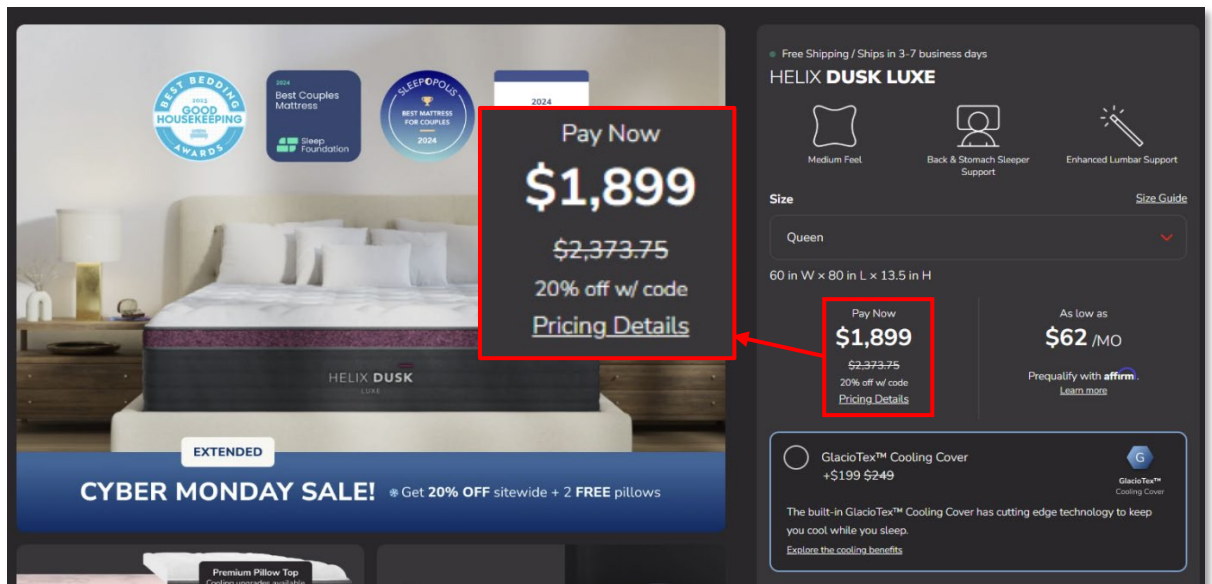 BEST BEDDING
2023
GOOD
HOUSEKEEPING
AWARDS
2024
Best Couples
Mattress
Sleep
Foundation
SLEEPOPOLIS
BEST MATTRESS
FOR COUPLES
2024
2024
Pay Now
$1,899
$2,373.75
20% off w/ code
Pricing Details
HELIX DUSK
LUXE
EXTENDED
CYBER MONDAY SALE! Get 20% OFF sitewide + 2 FREE pillows
Premium Pillow Top
Cooling upgrades available
Free Shipping / Ships in 3-7 business days
HELIX DUSK LUXE
Medium Feel
Back & Stomach Sleeper
Support
Enhanced Lumbar Support
Size
Size Guide
Queen
60 in W × 80 in L × 13.5 in H
Pay Now
$1,899
$2,373.75
20% off w/ code
Pricing Details
As low as
$62 /MO
Prequalify with affirm.
Learn more
GlacioTex™ Cooling Cover
+$199 $249
G
GlacioTex™
Cooling Cover
The built-in GlacioTex™ Cooling Cover has cutting edge technology to keep
you cool while you sleep.
Explore the cooling benefits